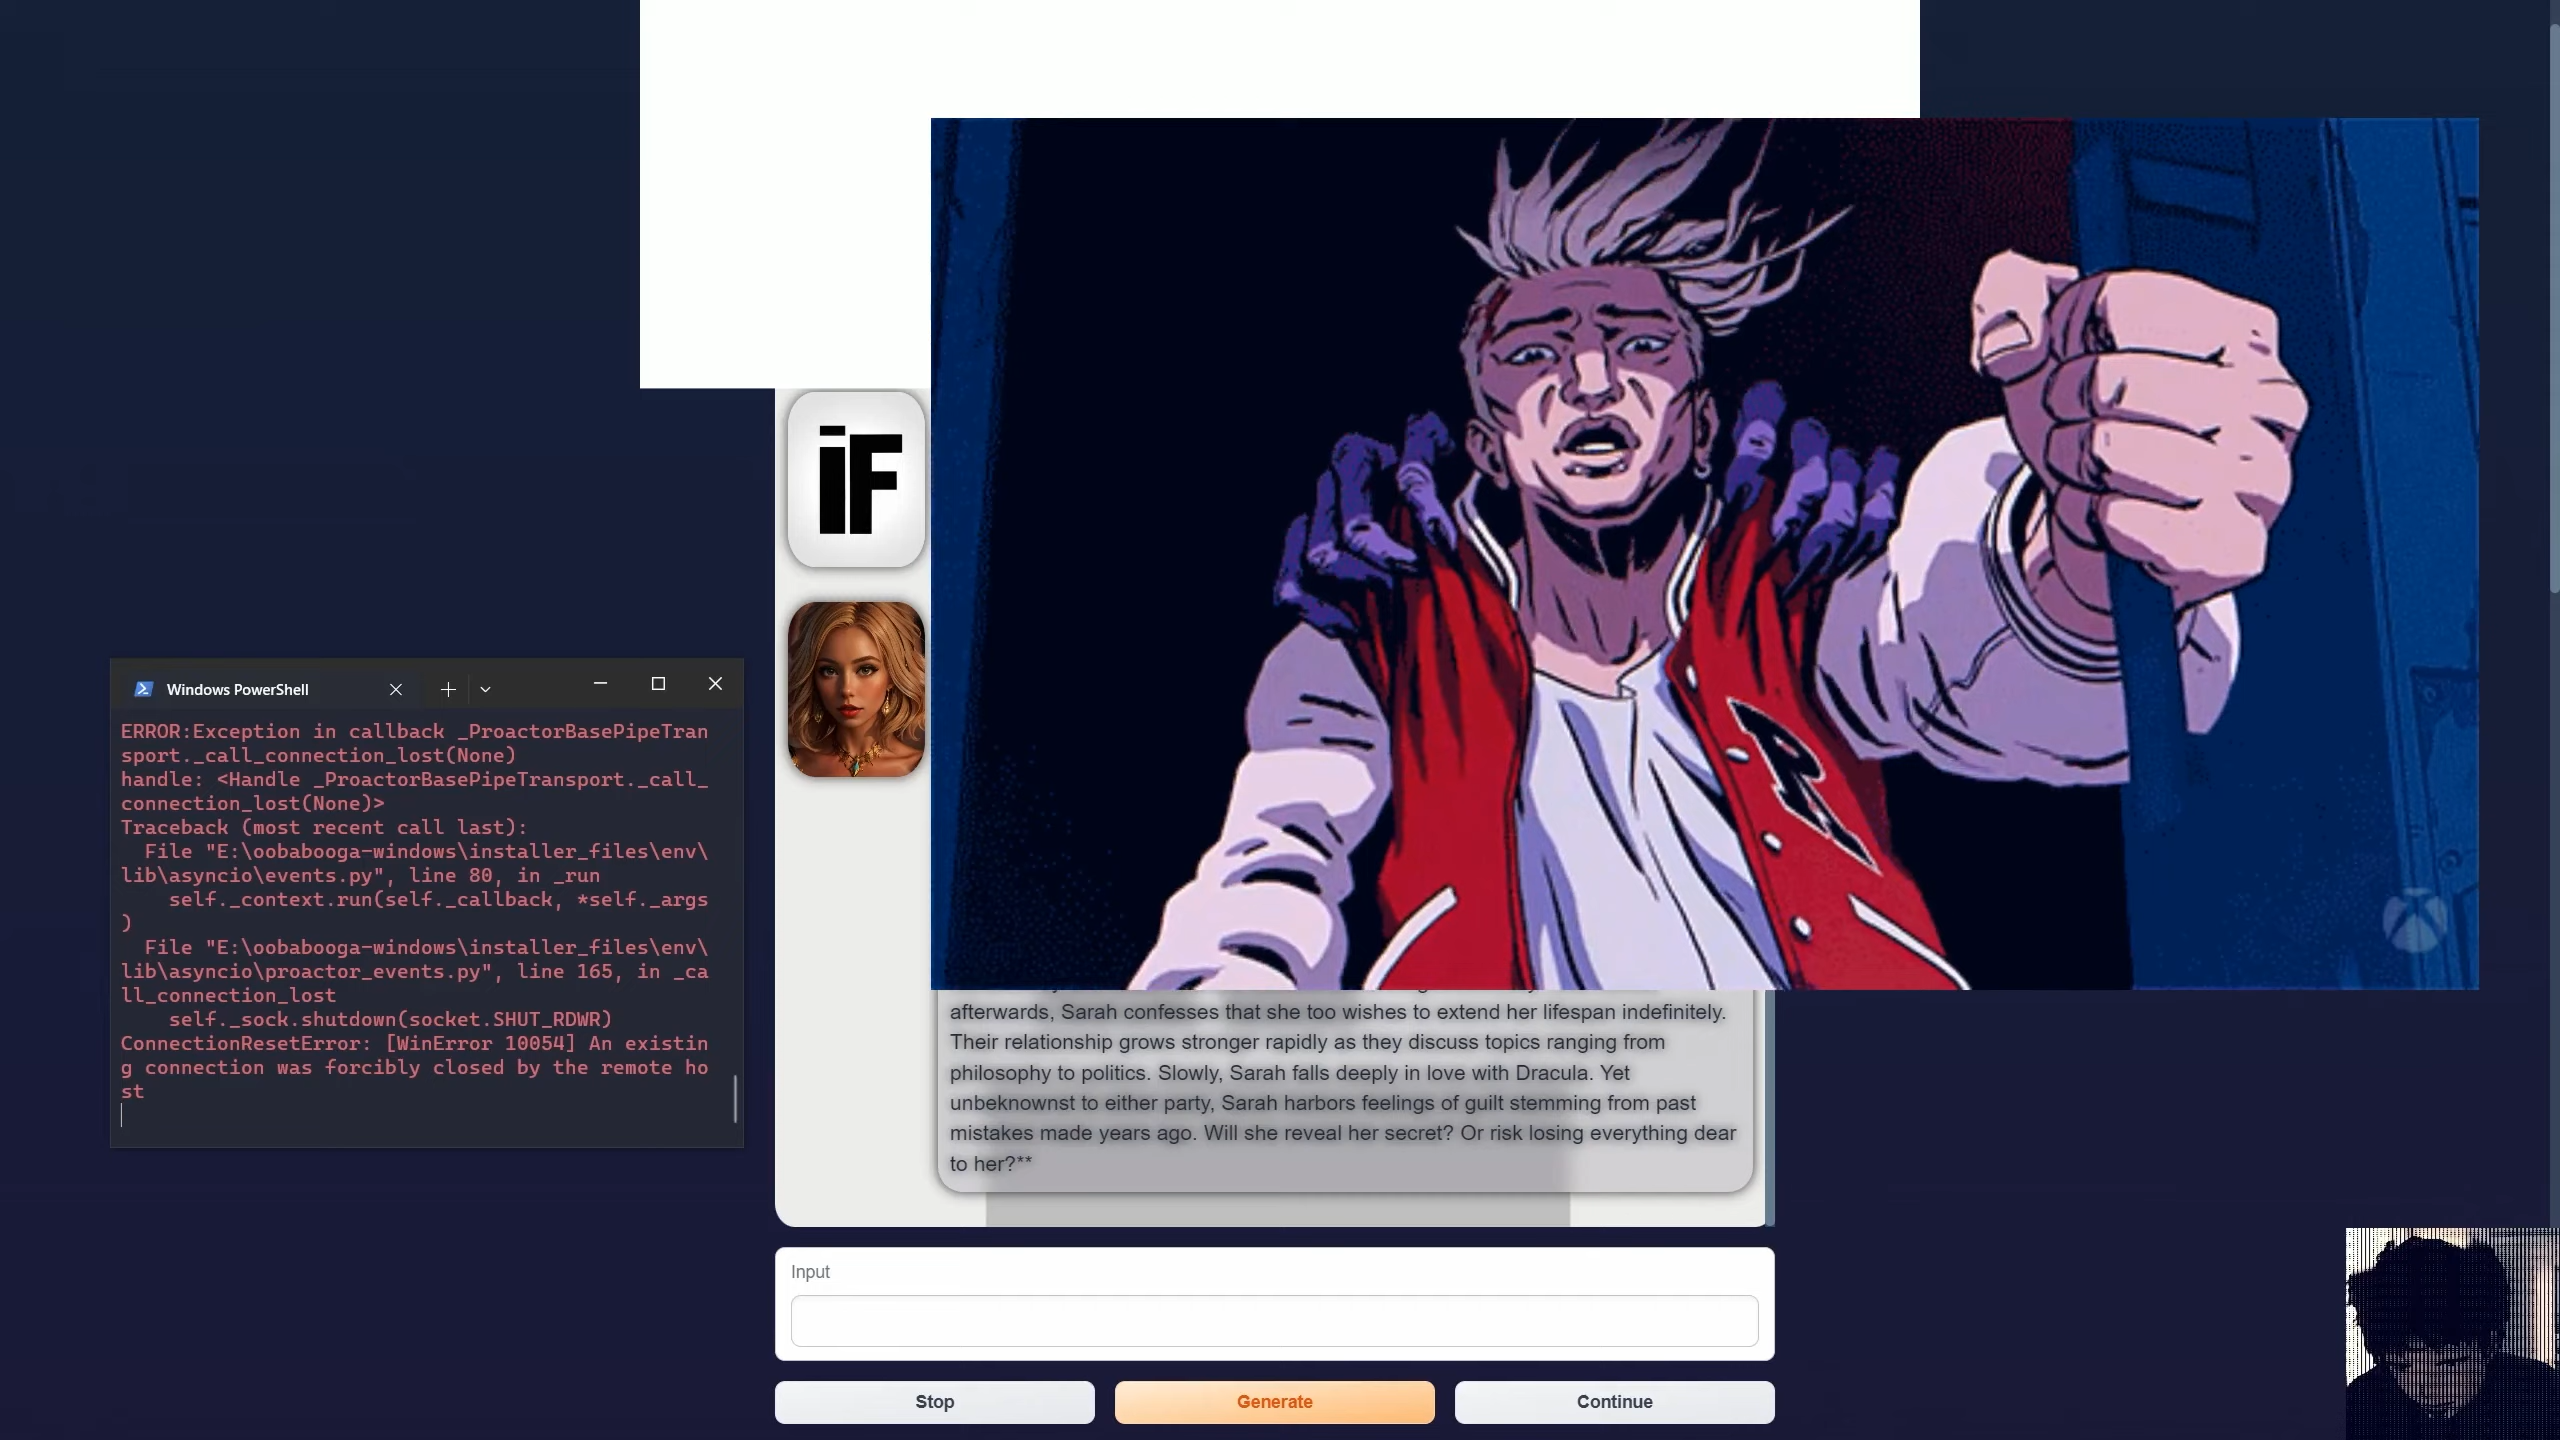 iF
R
Windows PowerShell
ERROR:Exception in callback _ProactorBasePipeTran
sport._call_connection_lost(None)
handle: <Handle _ProactorBasePipeTransport._call_
connection_lost(None)>
Traceback (most recent call last):
  File "E:\oobabooga-windows\installer_files\env\
lib\asyncio\events.py", line 80, in _run
    self._context.run(self._callback, *self._args
)
  File "E:\oobabooga-windows\installer_files\env\
lib\asyncio\proactor_events.py", line 165, in _ca
ll_connection_lost
    self._sock.shutdown(socket.SHUT_RDWR)
ConnectionResetError: [WinError 10054] An existin
g connection was forcibly closed by the remote ho
st
afterwards, Sarah confesses that she too wishes to extend her lifespan indefinitely.
Their relationship grows stronger rapidly as they discuss topics ranging from
philosophy to politics. Slowly, Sarah falls deeply in love with Dracula. Yet
unbeknownst to either party, Sarah harbors feelings of guilt stemming from past
mistakes made years ago. Will she reveal her secret? Or risk losing everything dear
to her?**
Input
Stop
Generate
Continue